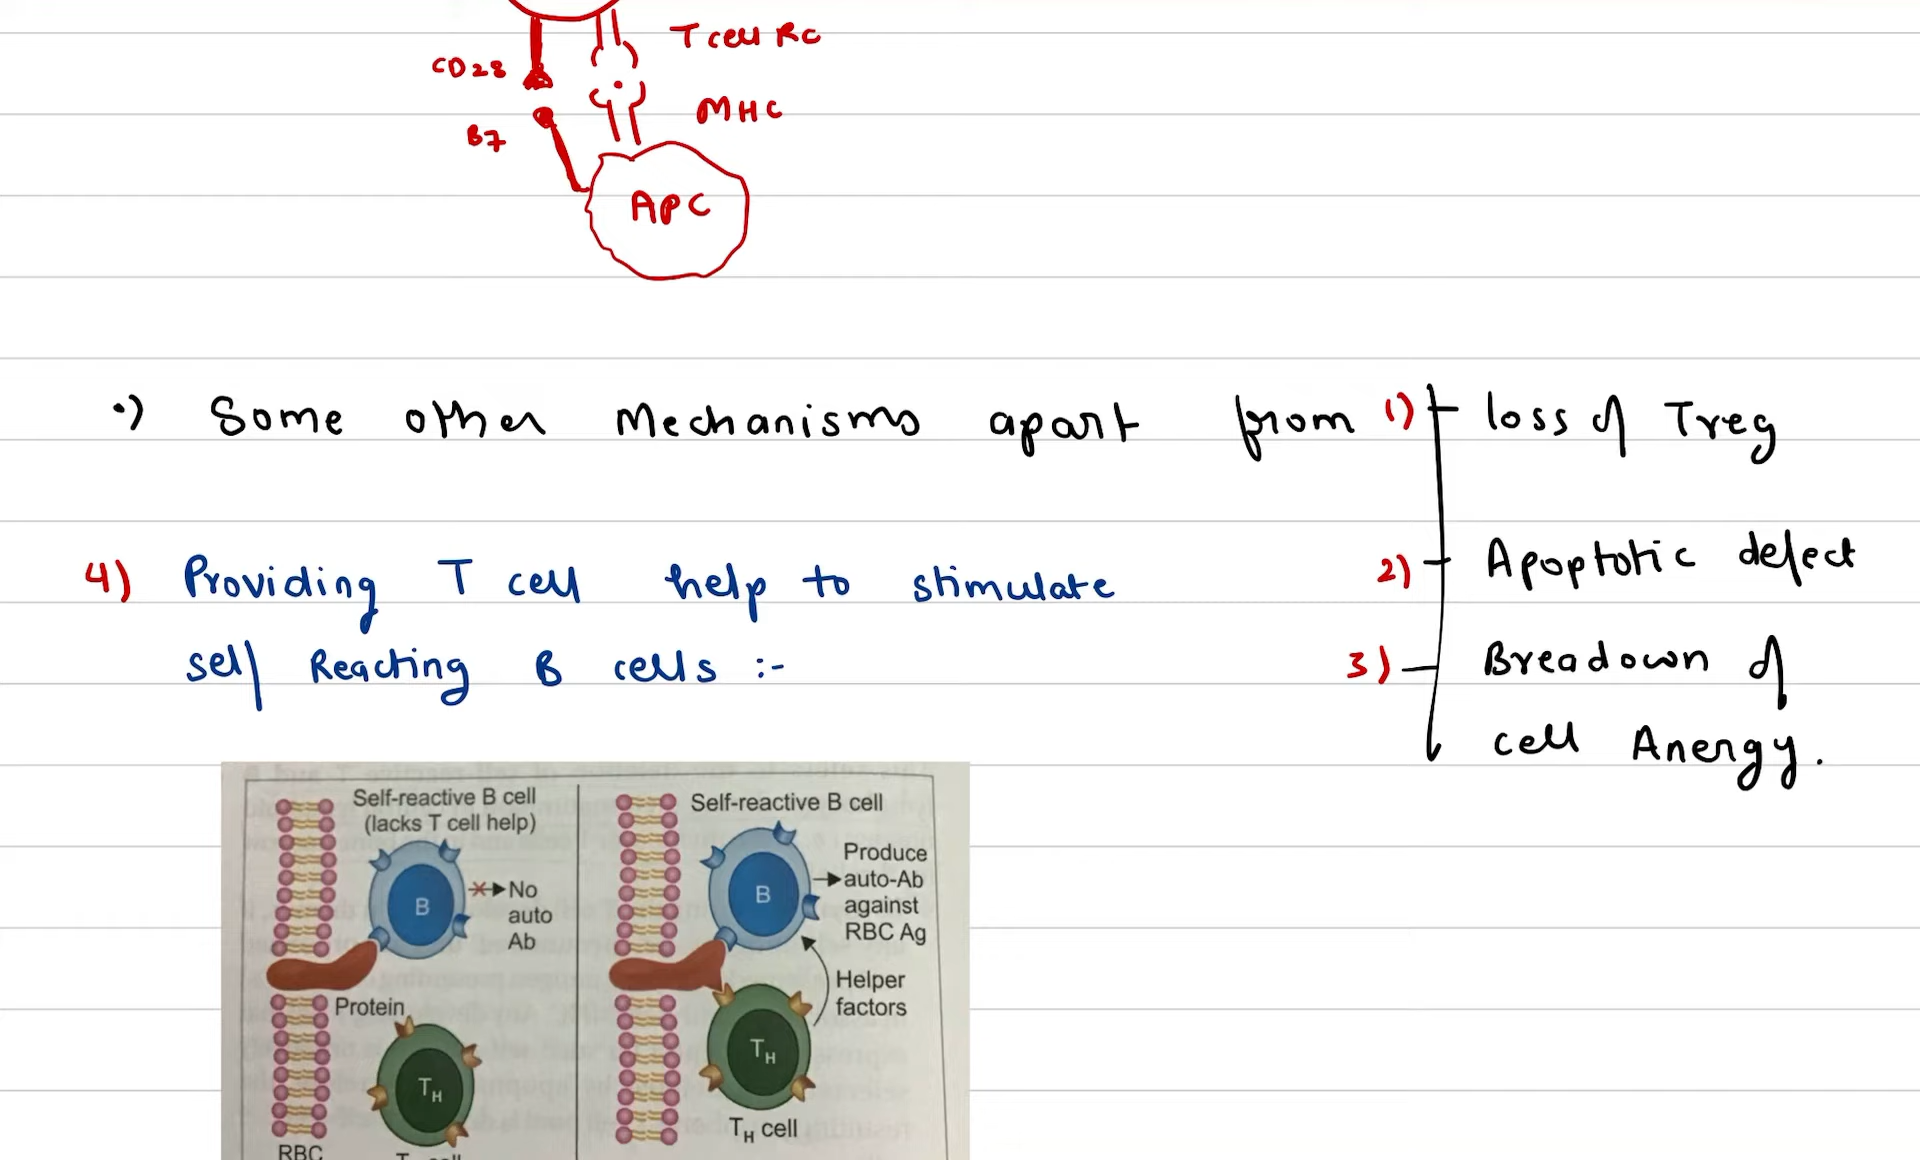 T cell Rc
CD28
MHC
B7
APC
•) Some other Mechanisms apart from 1) loss of Treg
2) Apoptotic defect
3) Breadown of
cell Anergy.
4) Providing T cell help to stimulate
self Reacting B cells :-
Self-reactive B cell
(lacks T cell help)
B
No
auto
Ab
Protein
TH
RBC
Self-reactive B cell
B
Produce
auto-Ab
against
RBC Ag
Helper
factors
TH
TH cell